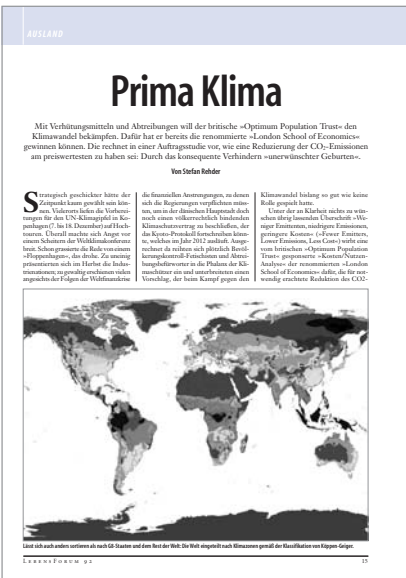 AUSLAND
Prima Klima
Mit Verhütungsmitteln und Abtreibungen will der britische »Optimum Population Trust« den
Klimawandel bekämpfen. Dafür hat er bereits die renommierte »London School of Economics«
gewinnen können. Die rechnet in einer Auftragsstudie vor, wie eine Reduzierung der CO2-Emissionen
am preiswertesten zu haben sei: Durch das konsequente Verhindern »unerwünschter Geburten«.
Von Stefan Rehder
Strategisch geschickter hätte der
Zeitpunkt kaum gewählt sein kön-
nen. Vielerorts liefen die Vorberei-
tungen für den UN-Klimagipfel in Ko-
penhagen (7. bis 18. Dezember) auf Hoch-
touren. Überall machte sich Angst vor
einem Scheitern der Weltklimakonferenz
breit. Schon grassierte die Rede von einem
»Floppenhagen«, das drohe. Zu uneinig
präsentierten sich im Herbst die Indus-
trienationen; zu gewaltig erschienen vielen
angesichts der Folgen der Weltfinanzkrise
die finanziellen Anstrengungen, zu denen
sich die Regierungen verpflichten müss-
ten, um in der dänischen Hauptstadt doch
noch einen völkerrechtlich bindenden
Klimaschutzvertrag zu beschließen, der
das Kyoto-Protokoll fortschreiben könn-
te, welches im Jahr 2012 ausläuft. Ausge-
rechnet da reihten sich plötzlich Bevöl-
kerungskontroll-Fetischisten und Abtrei-
bungsbefürworter in die Phalanx der Kli-
maschützer ein und unterbreiteten einen
Vorschlag, der beim Kampf gegen den
Klimawandel bislang so gut wie keine
Rolle gespielt hatte.
Unter der an Klarheit nichts zu wün-
schen übrig lassenden Überschrift »We-
niger Emittenten, niedrigere Emissionen,
geringere Kosten« (»Fewer Emitters,
Lower Emissions, Less Cost«) wirbt eine
vom britischen »Optimum Population
Trust« gesponserte »Kosten/Nutzen-
Analyse« der renommierten »London
School of Economics« dafür, die für not-
wendig erachtete Reduktion des CO2-
Lässt sich auch anders sortieren als nach G8-Staaten und dem Rest der Welt: Die Welt eingeteilt nach Klimazonen gemäß der Klassifikation von Köppen-Geiger.
LEBENSFORUM 92
15